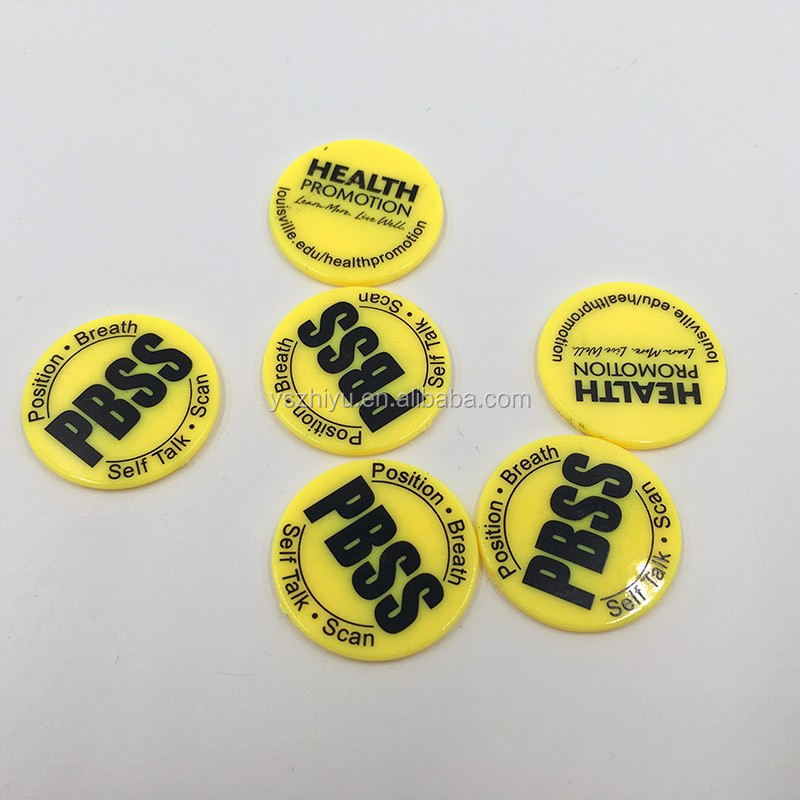 HEALTH
PROMOTION
Learn More. Live Well.
louisville.edu/healthpromotion
Position • Breath
PBSS
Self Talk • Scan
Position • Breath
PBSS
Self Talk • Scan
louisville.edu/healthpromotion
HEALTH
PROMOTION
Learn More. Live Well.
yszhiyu.en.alibaba.com
Position • Breath
PBSS
Self Talk • Scan
Position • Breath
PBSS
Self Talk • Scan